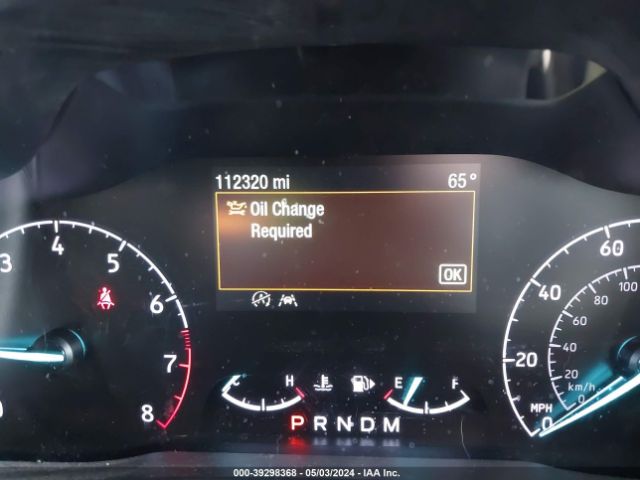 112320 mi 65°
Oil Change
Required
OK
3 4 5 6 7 8
0
20 40 60
0 20 40 60 80 100
km/h
MPH
C H E F
P R N D M
000-39298368 - 05/03/2024 - IAA Inc.